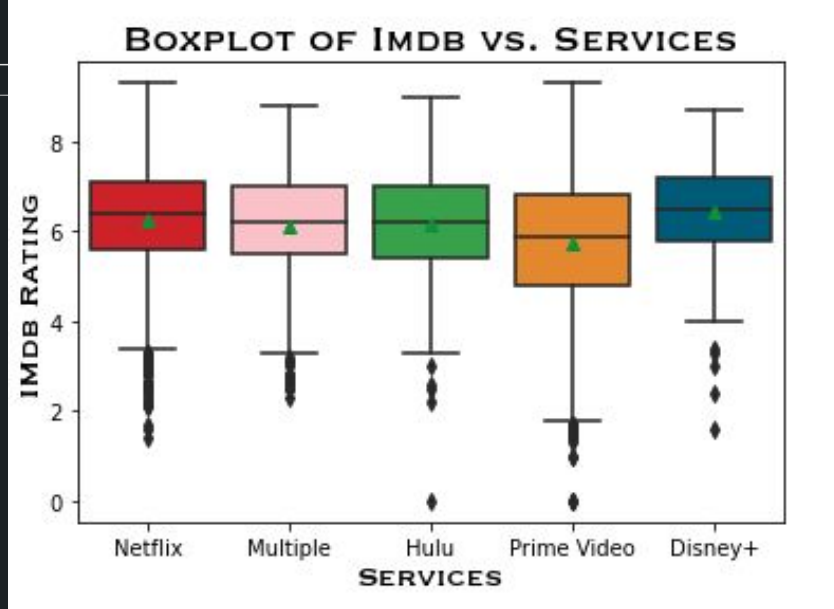 BOXPLOT OF IMDB VS. SERVICES
IMDB RATING
8
6
4
2
0
Netflix Multiple Hulu Prime Video Disney+
SERVICES